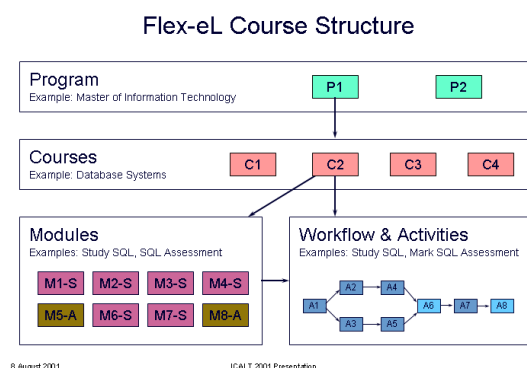 Flex-eL Course Structure
Program
Example: Master of Information Technology
P1 P2
Courses
Example: Database Systems
C1 C2 C3 C4
Modules
Examples: Study SQL, SQL Assessment
M1-S M2-S M3-S M4-S
M5-A M6-S M7-S M8-A
Workflow & Activities
Examples: Study SQL, Mark SQL Assessment
A2 A4
A1 A6 A7 A8
A3 A5
8 August 2001 ICALT 2001 Presentation